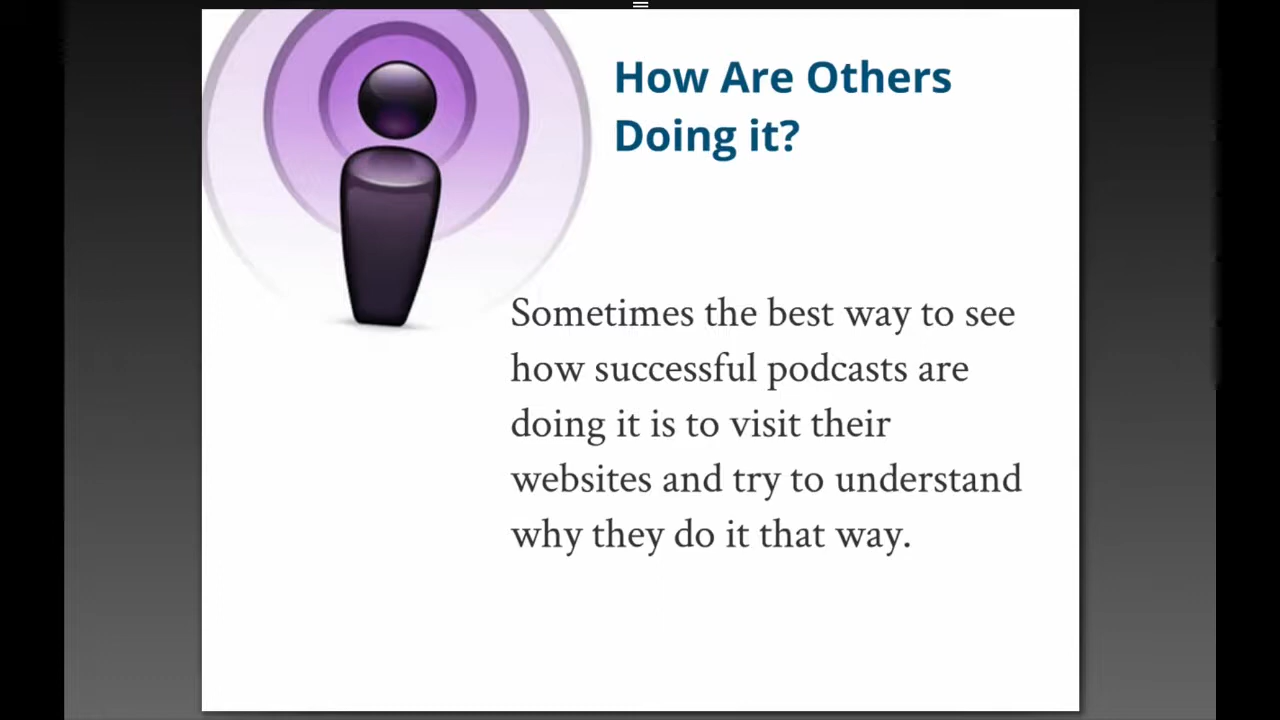 How Are Others
Doing it?
Sometimes the best way to see
how successful podcasts are
doing it is to visit their
websites and try to understand
why they do it that way.